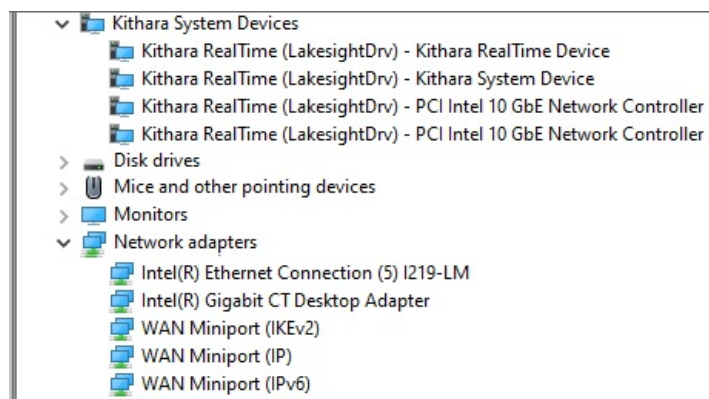 Kithara System Devices
Kithara RealTime (LakesightDrv) - Kithara RealTime Device
Kithara RealTime (LakesightDrv) - Kithara System Device
Kithara RealTime (LakesightDrv) - PCI Intel 10 GbE Network Controller
Kithara RealTime (LakesightDrv) - PCI Intel 10 GbE Network Controller
Disk drives
Mice and other pointing devices
Monitors
Network adapters
Intel(R) Ethernet Connection (5) I219-LM
Intel(R) Gigabit CT Desktop Adapter
WAN Miniport (IKEv2)
WAN Miniport (IP)
WAN Miniport (IPv6)